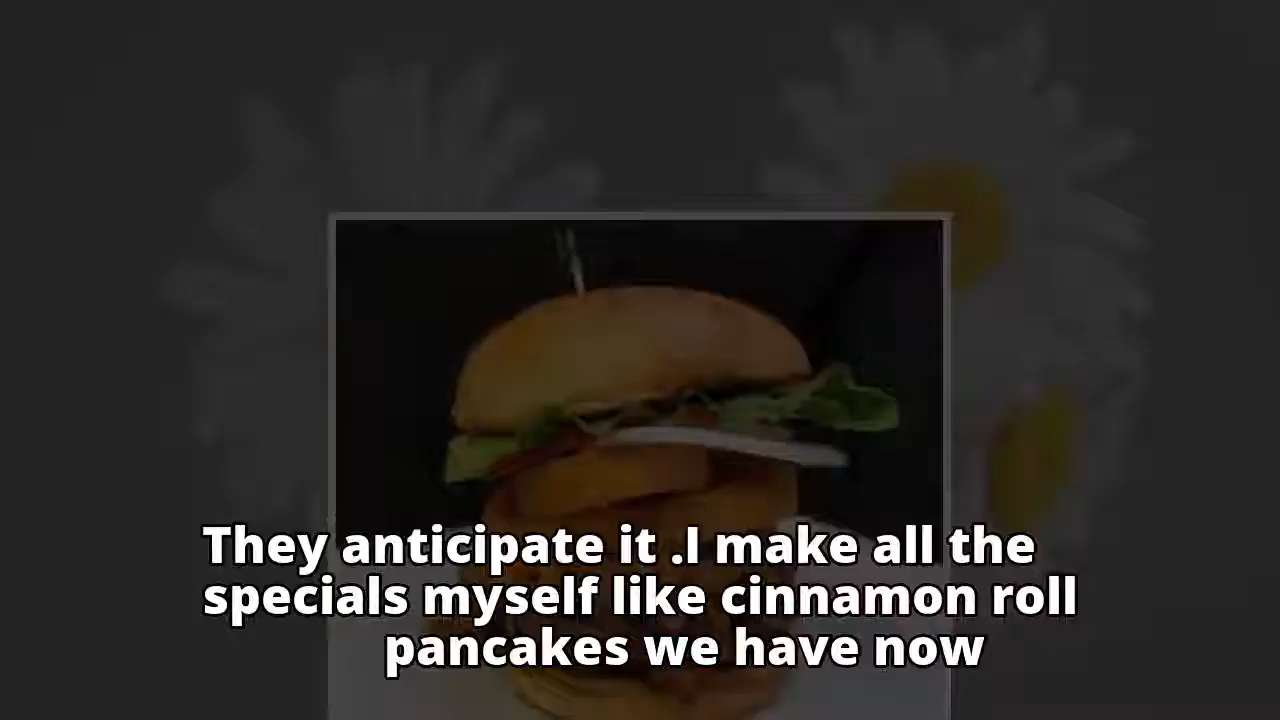 They anticipate it .I make all the
specials myself like cinnamon roll
pancakes we have now